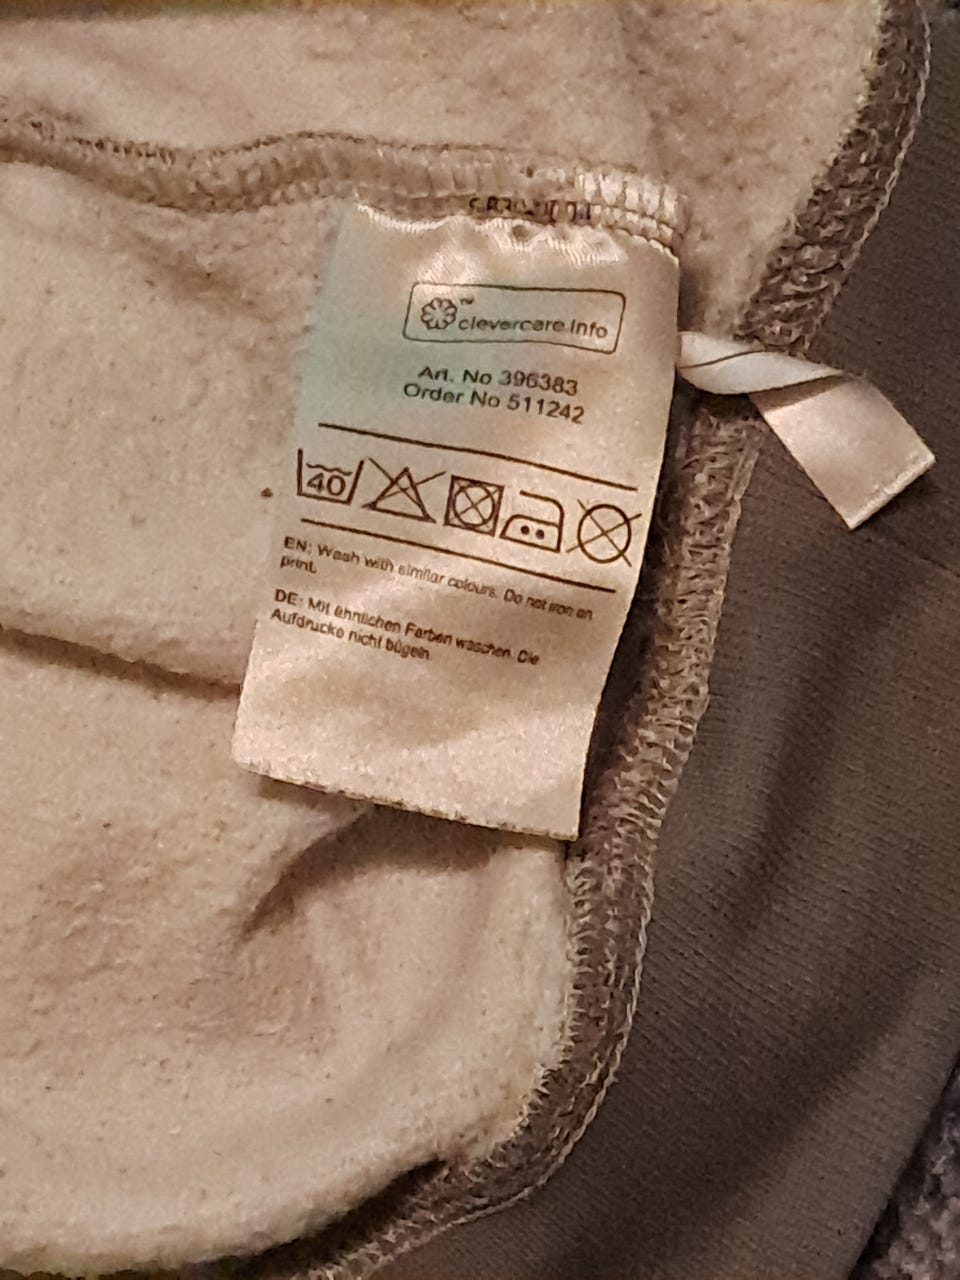 clevercare.info
Art. No 396383
Order No 511242
40
EN: Wash with similar colours. Do not iron on
print.
DE: Mit ähnlichen Farben waschen. Die
Aufdrucke nicht bügeln.